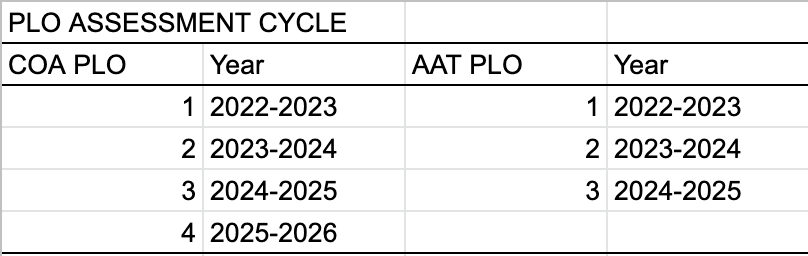 PLO ASSESSMENT CYCLE
COA PLO Year AAT PLO Year
1 2022-2023 1 2022-2023
2 2023-2024 2 2023-2024
3 2024-2025 3 2024-2025
4 2025-2026